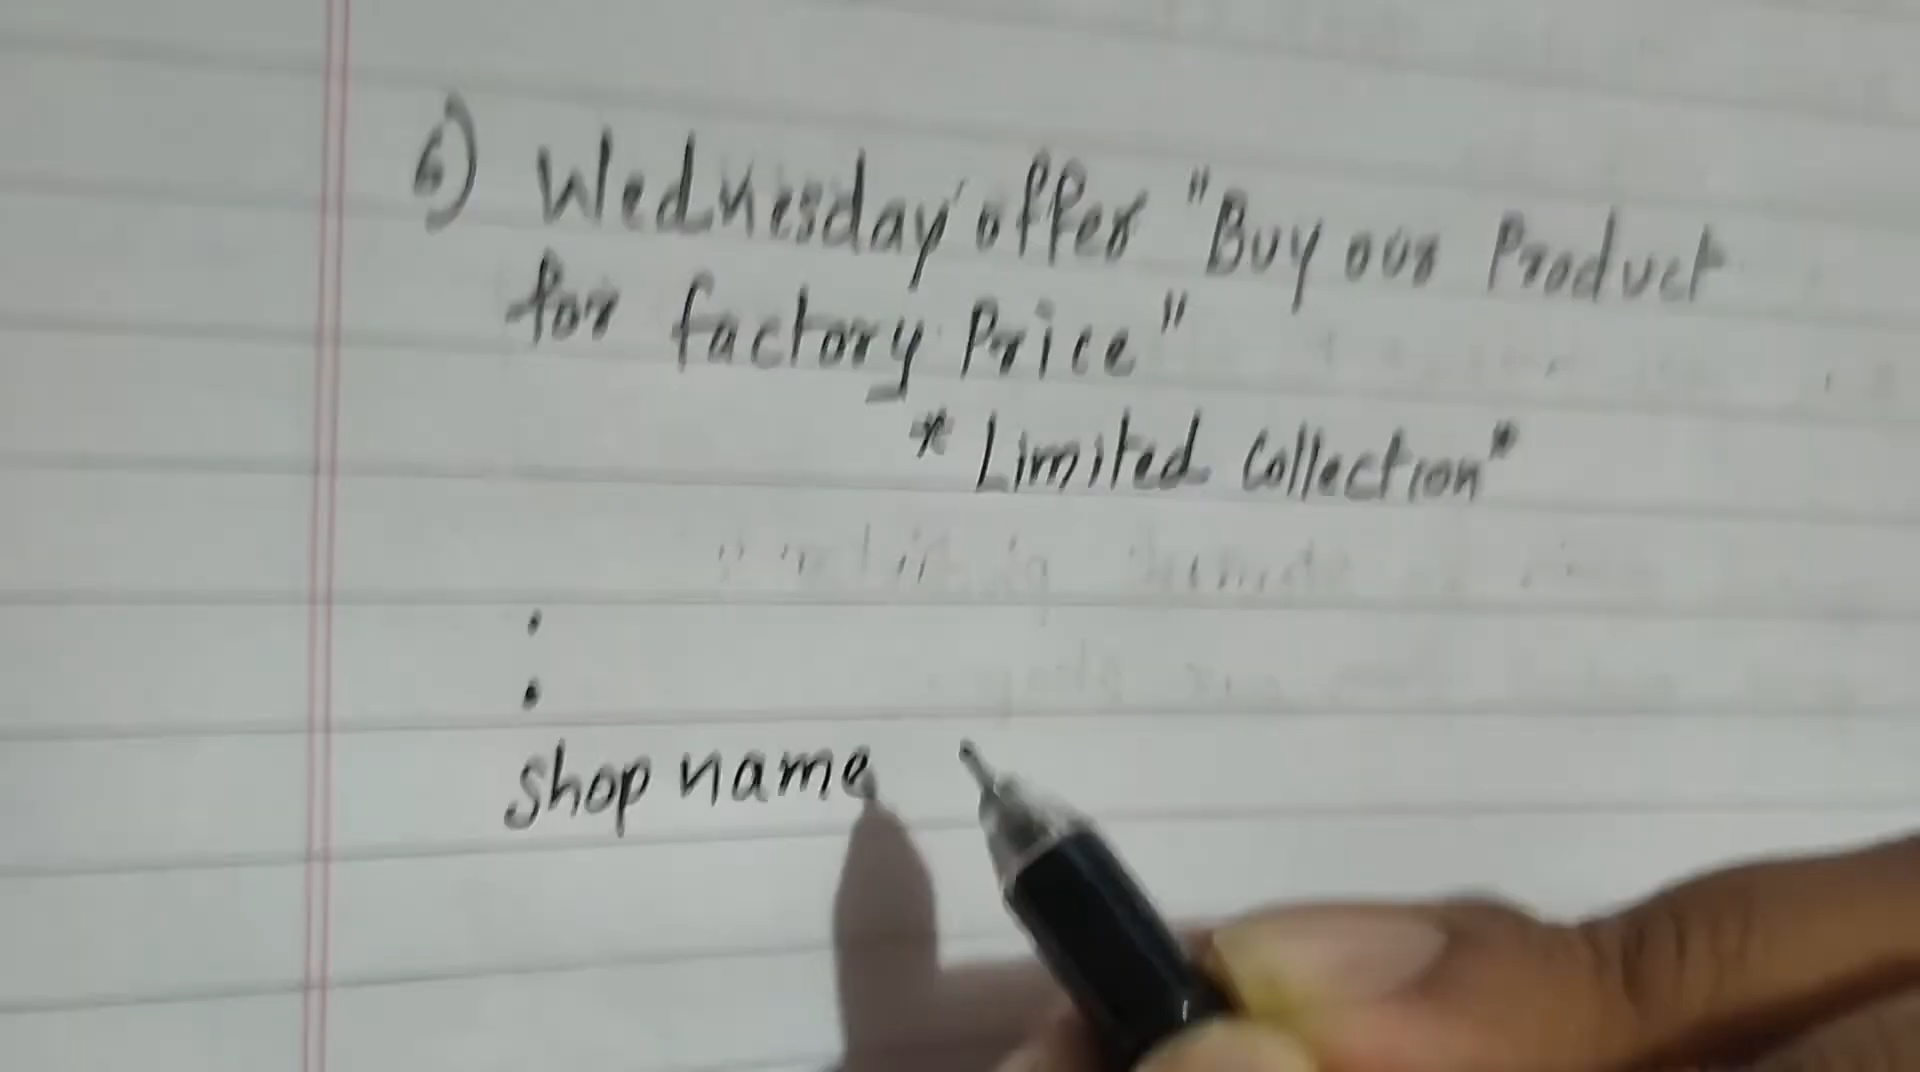 6) Wednesday offer "Buy our Product
for factory Price"
* Limited Collection*
shop name